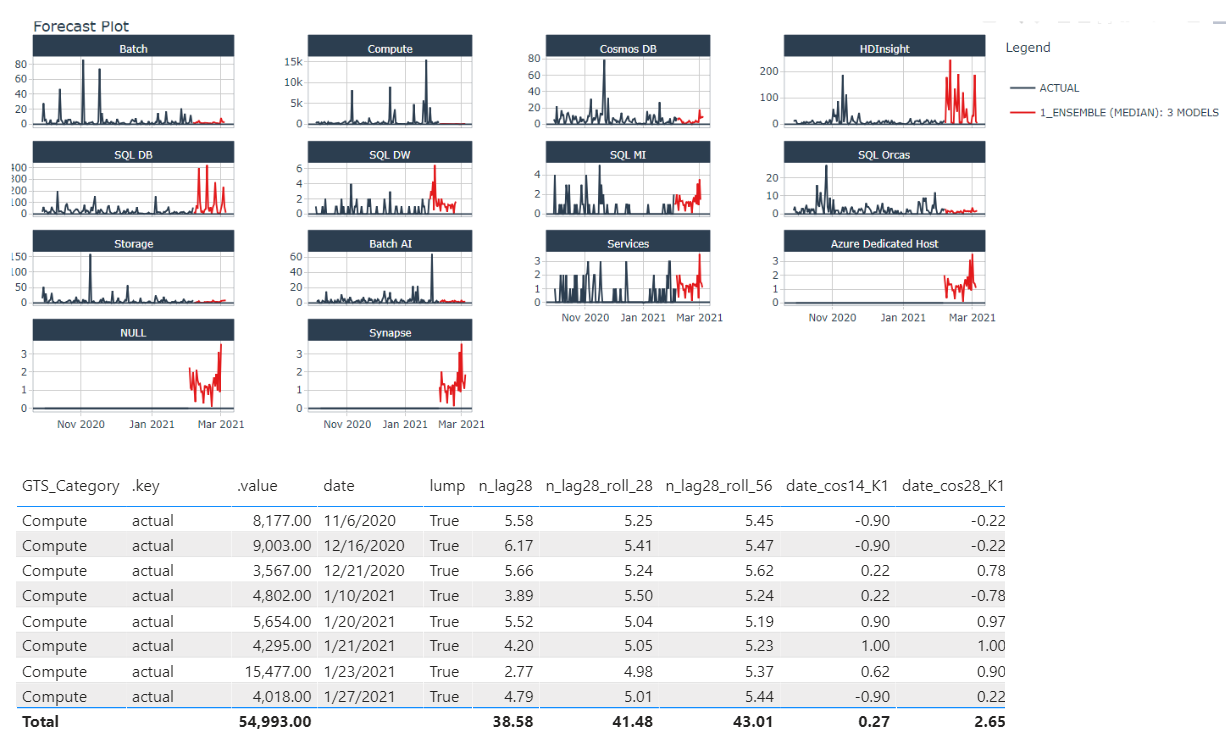 Forecast Plot
Batch
Compute
Cosmos DB
HDInsight
Legend
80
60
40
20
0
15k
10k
5k
0
80
60
40
20
0
200
100
0
ACTUAL
1_ENSEMBLE (MEDIAN): 3 MODELS
SQL DB
SQL DW
SQL MI
SQL Orcas
400
300
200
100
0
6
4
2
0
4
2
0
20
10
0
Storage
Batch AI
Services
Azure Dedicated Host
150
100
50
0
60
40
20
0
3
2
1
0
3
2
1
0
Nov 2020 Jan 2021 Mar 2021
Nov 2020 Jan 2021 Mar 2021
NULL
Synapse
3
2
1
0
3
2
1
0
Nov 2020 Jan 2021 Mar 2021
Nov 2020 Jan 2021 Mar 2021
GTS_Category .key .value date lump n_lag28 n_lag28_roll_28 n_lag28_roll_56 date_cos14_K1 date_cos28_K1
Compute actual 8,177.00 11/6/2020 True 5.58 5.25 5.45 -0.90 -0.22
Compute actual 9,003.00 12/16/2020 True 6.17 5.41 5.47 -0.90 -0.22
Compute actual 3,567.00 12/21/2020 True 5.66 5.24 5.62 0.22 0.78
Compute actual 4,802.00 1/10/2021 True 3.89 5.50 5.24 0.22 -0.78
Compute actual 5,654.00 1/20/2021 True 5.52 5.04 5.19 0.90 0.97
Compute actual 4,295.00 1/21/2021 True 4.20 5.05 5.23 1.00 1.00
Compute actual 15,477.00 1/23/2021 True 2.77 4.98 5.37 0.62 0.90
Compute actual 4,018.00 1/27/2021 True 4.79 5.01 5.44 -0.90 0.22
Total 54,993.00 38.58 41.48 43.01 0.27 2.65